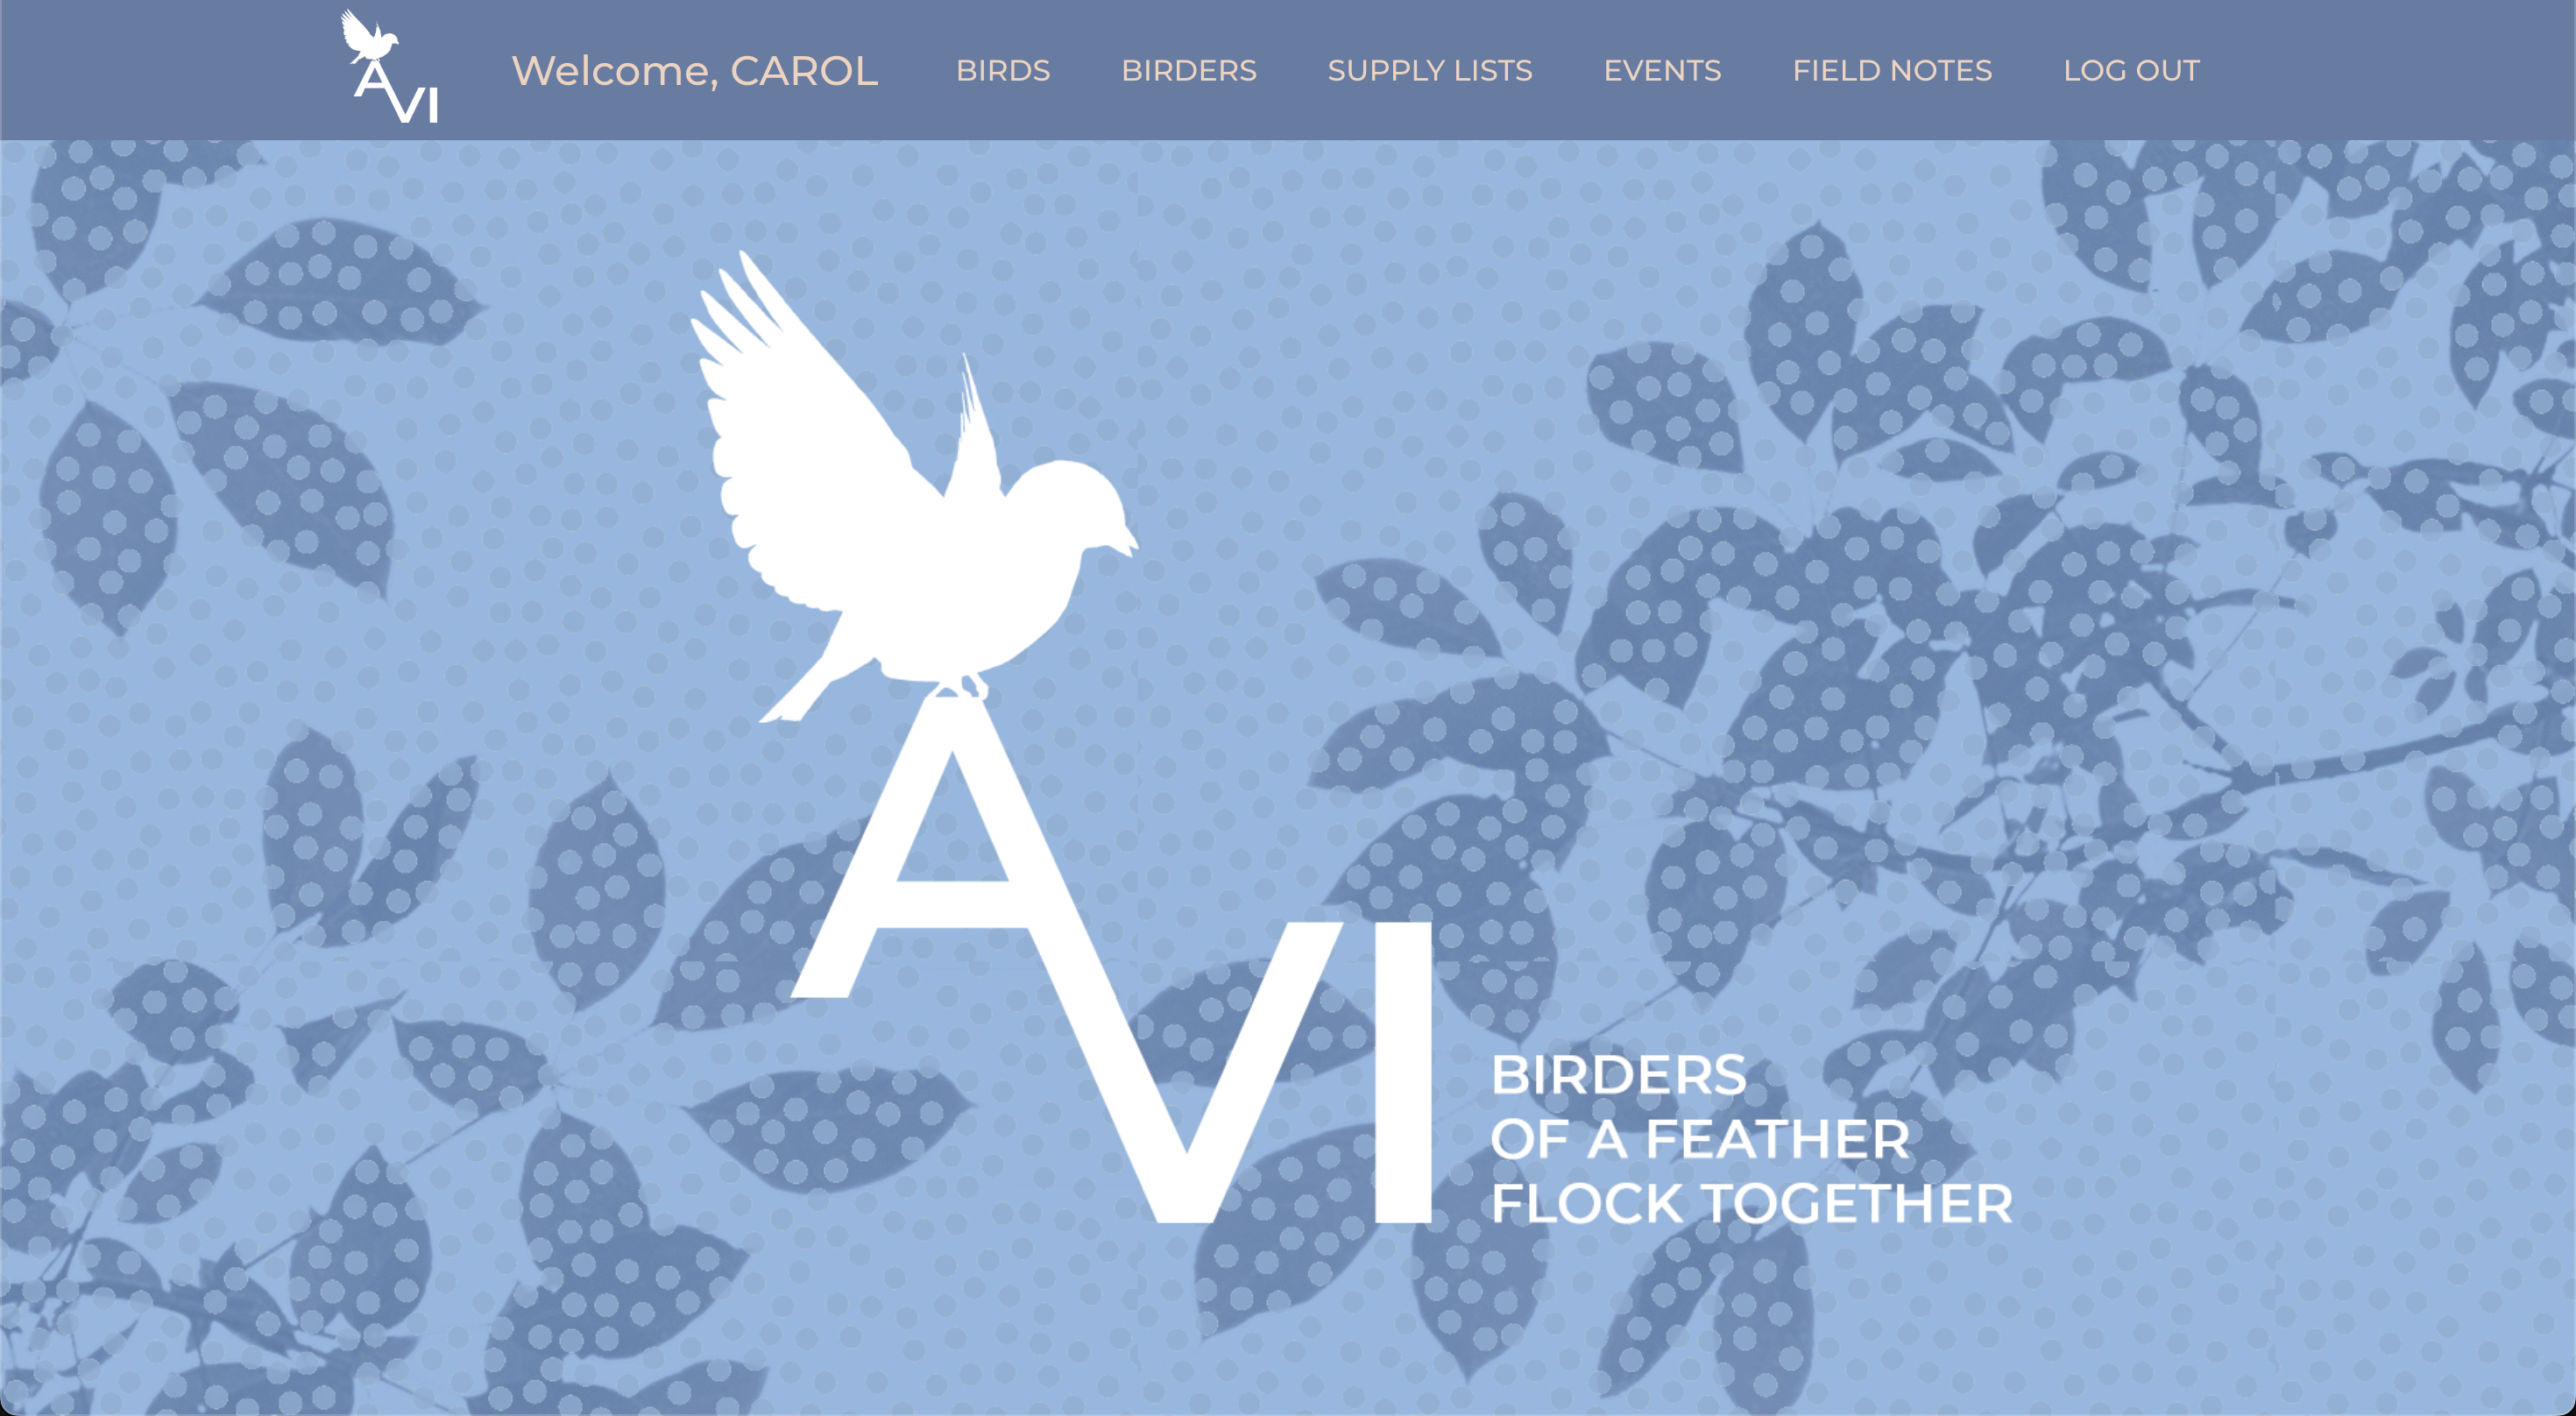 AVI
Welcome, CAROL
BIRDS
BIRDERS
SUPPLY LISTS
EVENTS
FIELD NOTES
LOG OUT
AVI
BIRDERS
OF A FEATHER
FLOCK TOGETHER